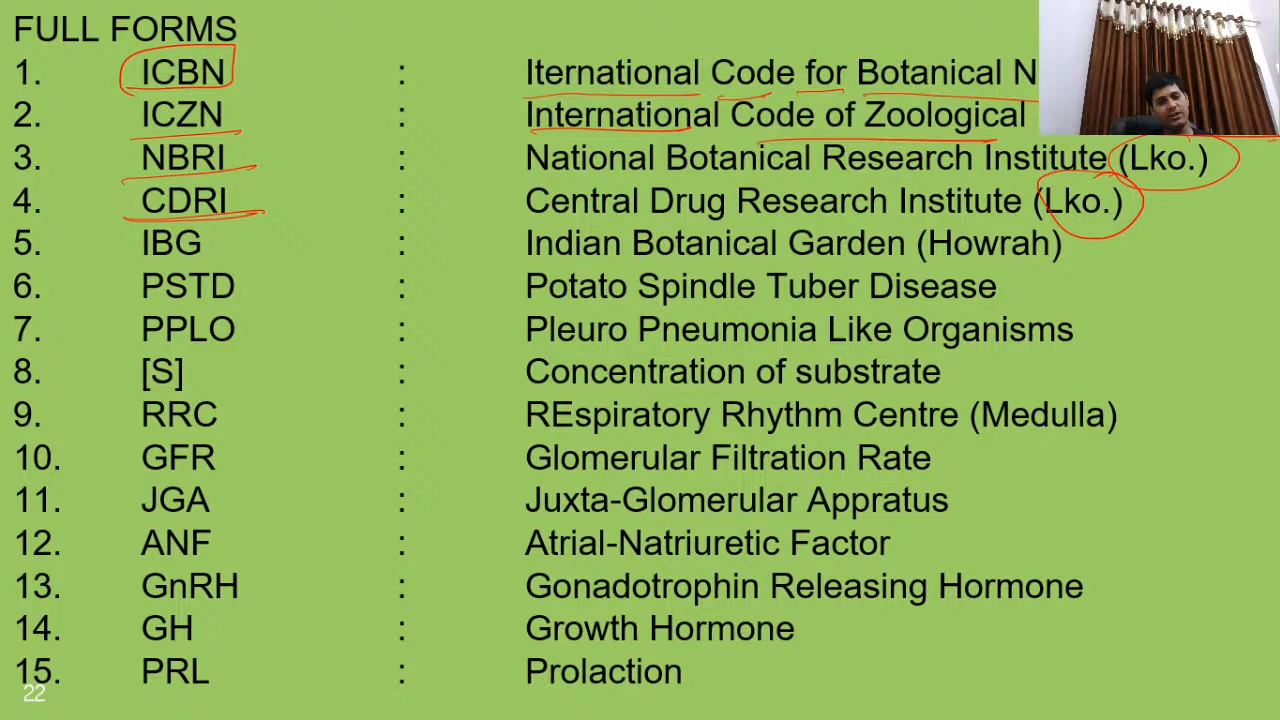 FULL FORMS
1. ICBN : Iternational Code for Botanical N
2. ICZN : International Code of Zoological
3. NBRI : National Botanical Research Institute (Lko.)
4. CDRI : Central Drug Research Institute (Lko.)
5. IBG : Indian Botanical Garden (Howrah)
6. PSTD : Potato Spindle Tuber Disease
7. PPLO : Pleuro Pneumonia Like Organisms
8. [S] : Concentration of substrate
9. RRC : REspiratory Rhythm Centre (Medulla)
10. GFR : Glomerular Filtration Rate
11. JGA : Juxta-Glomerular Appratus
12. ANF : Atrial-Natriuretic Factor
13. GnRH : Gonadotrophin Releasing Hormone
14. GH : Growth Hormone
15. PRL : Prolaction
22